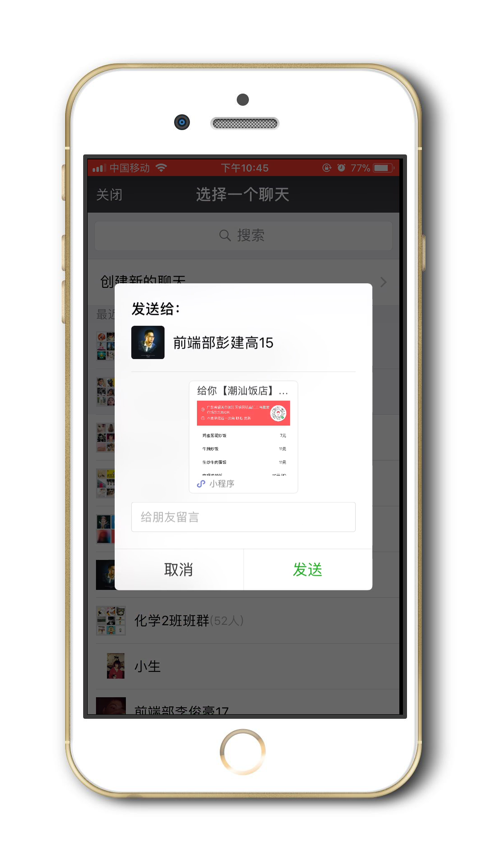 中国移动
下午10:45
77%
关闭
选择一个聊天
搜索
创建新的聊天
最近
发送给：
前端部彭建高15
给你【潮汕饭店】...
小程序
给朋友留言
取消
发送
化学2班班群(52人)
小生
前端部李俊豪17